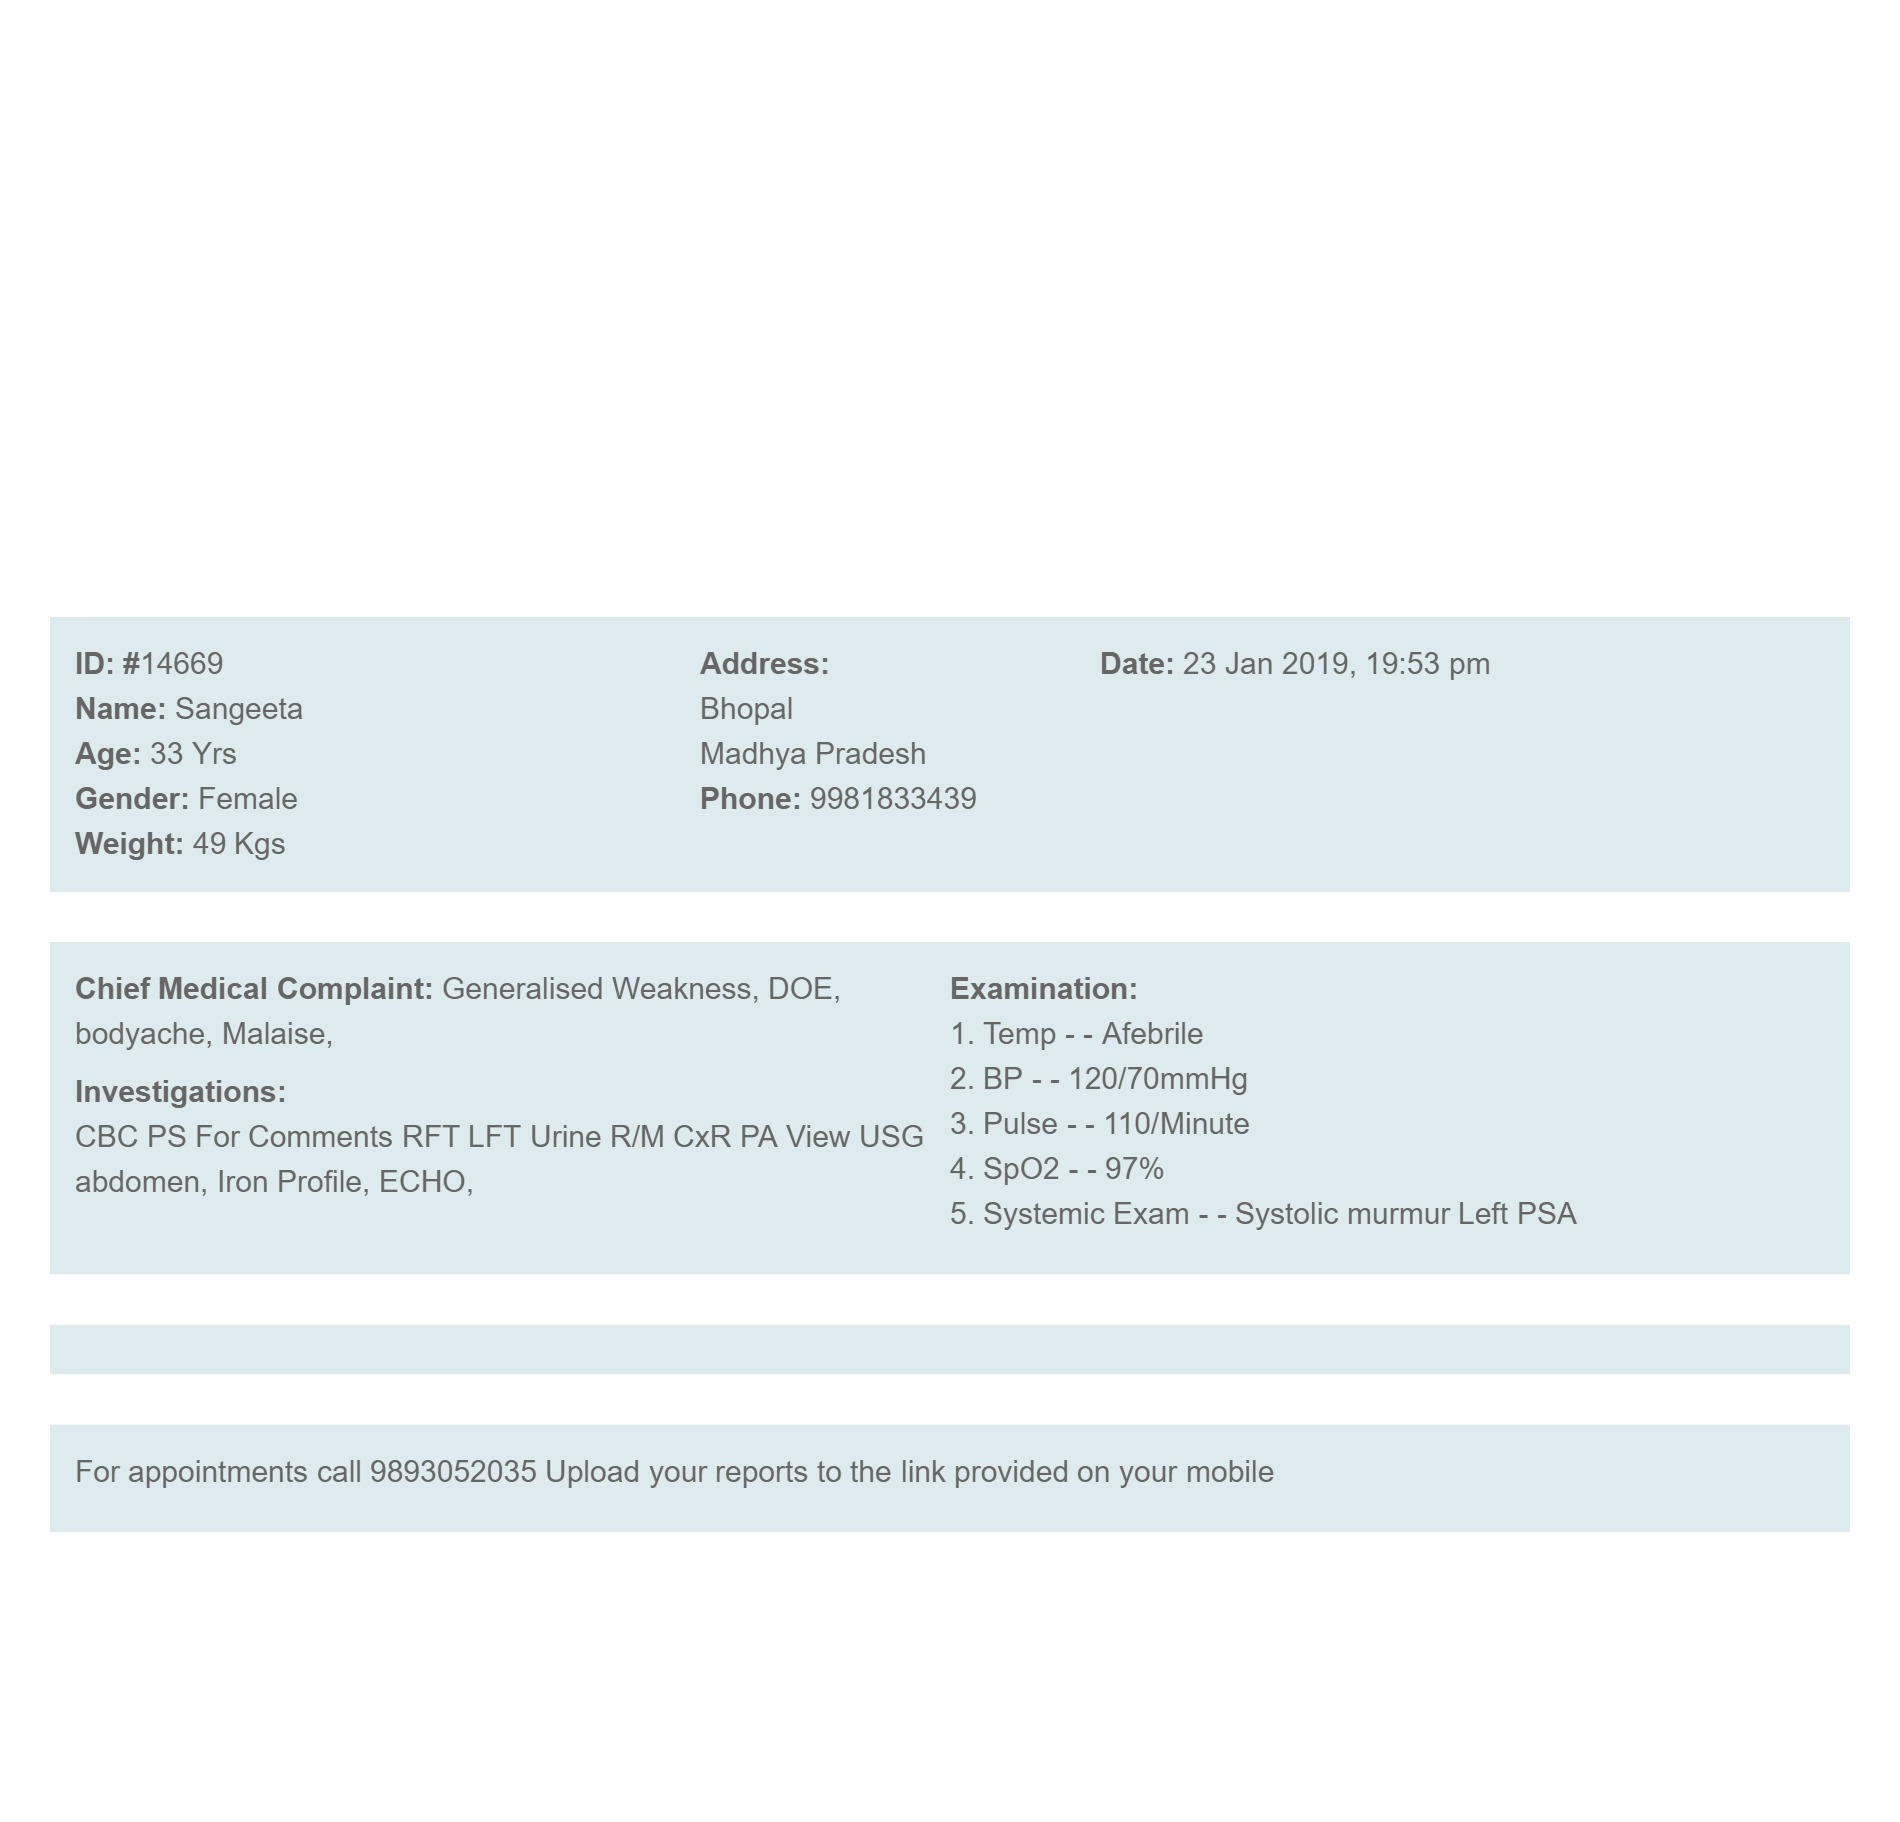 ID: #14669
Name: Sangeeta
Age: 33 Yrs
Gender: Female
Weight: 49 Kgs
Address:
Bhopal
Madhya Pradesh
Phone: 9981833439
Date: 23 Jan 2019, 19:53 pm
Chief Medical Complaint: Generalised Weakness, DOE,
bodyache, Malaise,
Investigations:
CBC PS For Comments RFT LFT Urine R/M CxR PA View USG
abdomen, Iron Profile, ECHO,
Examination:
1. Temp - - Afebrile
2. BP - - 120/70mmHg
3. Pulse - - 110/Minute
4. SpO2 - - 97%
5. Systemic Exam - - Systolic murmur Left PSA
For appointments call 9893052035 Upload your reports to the link provided on your mobile